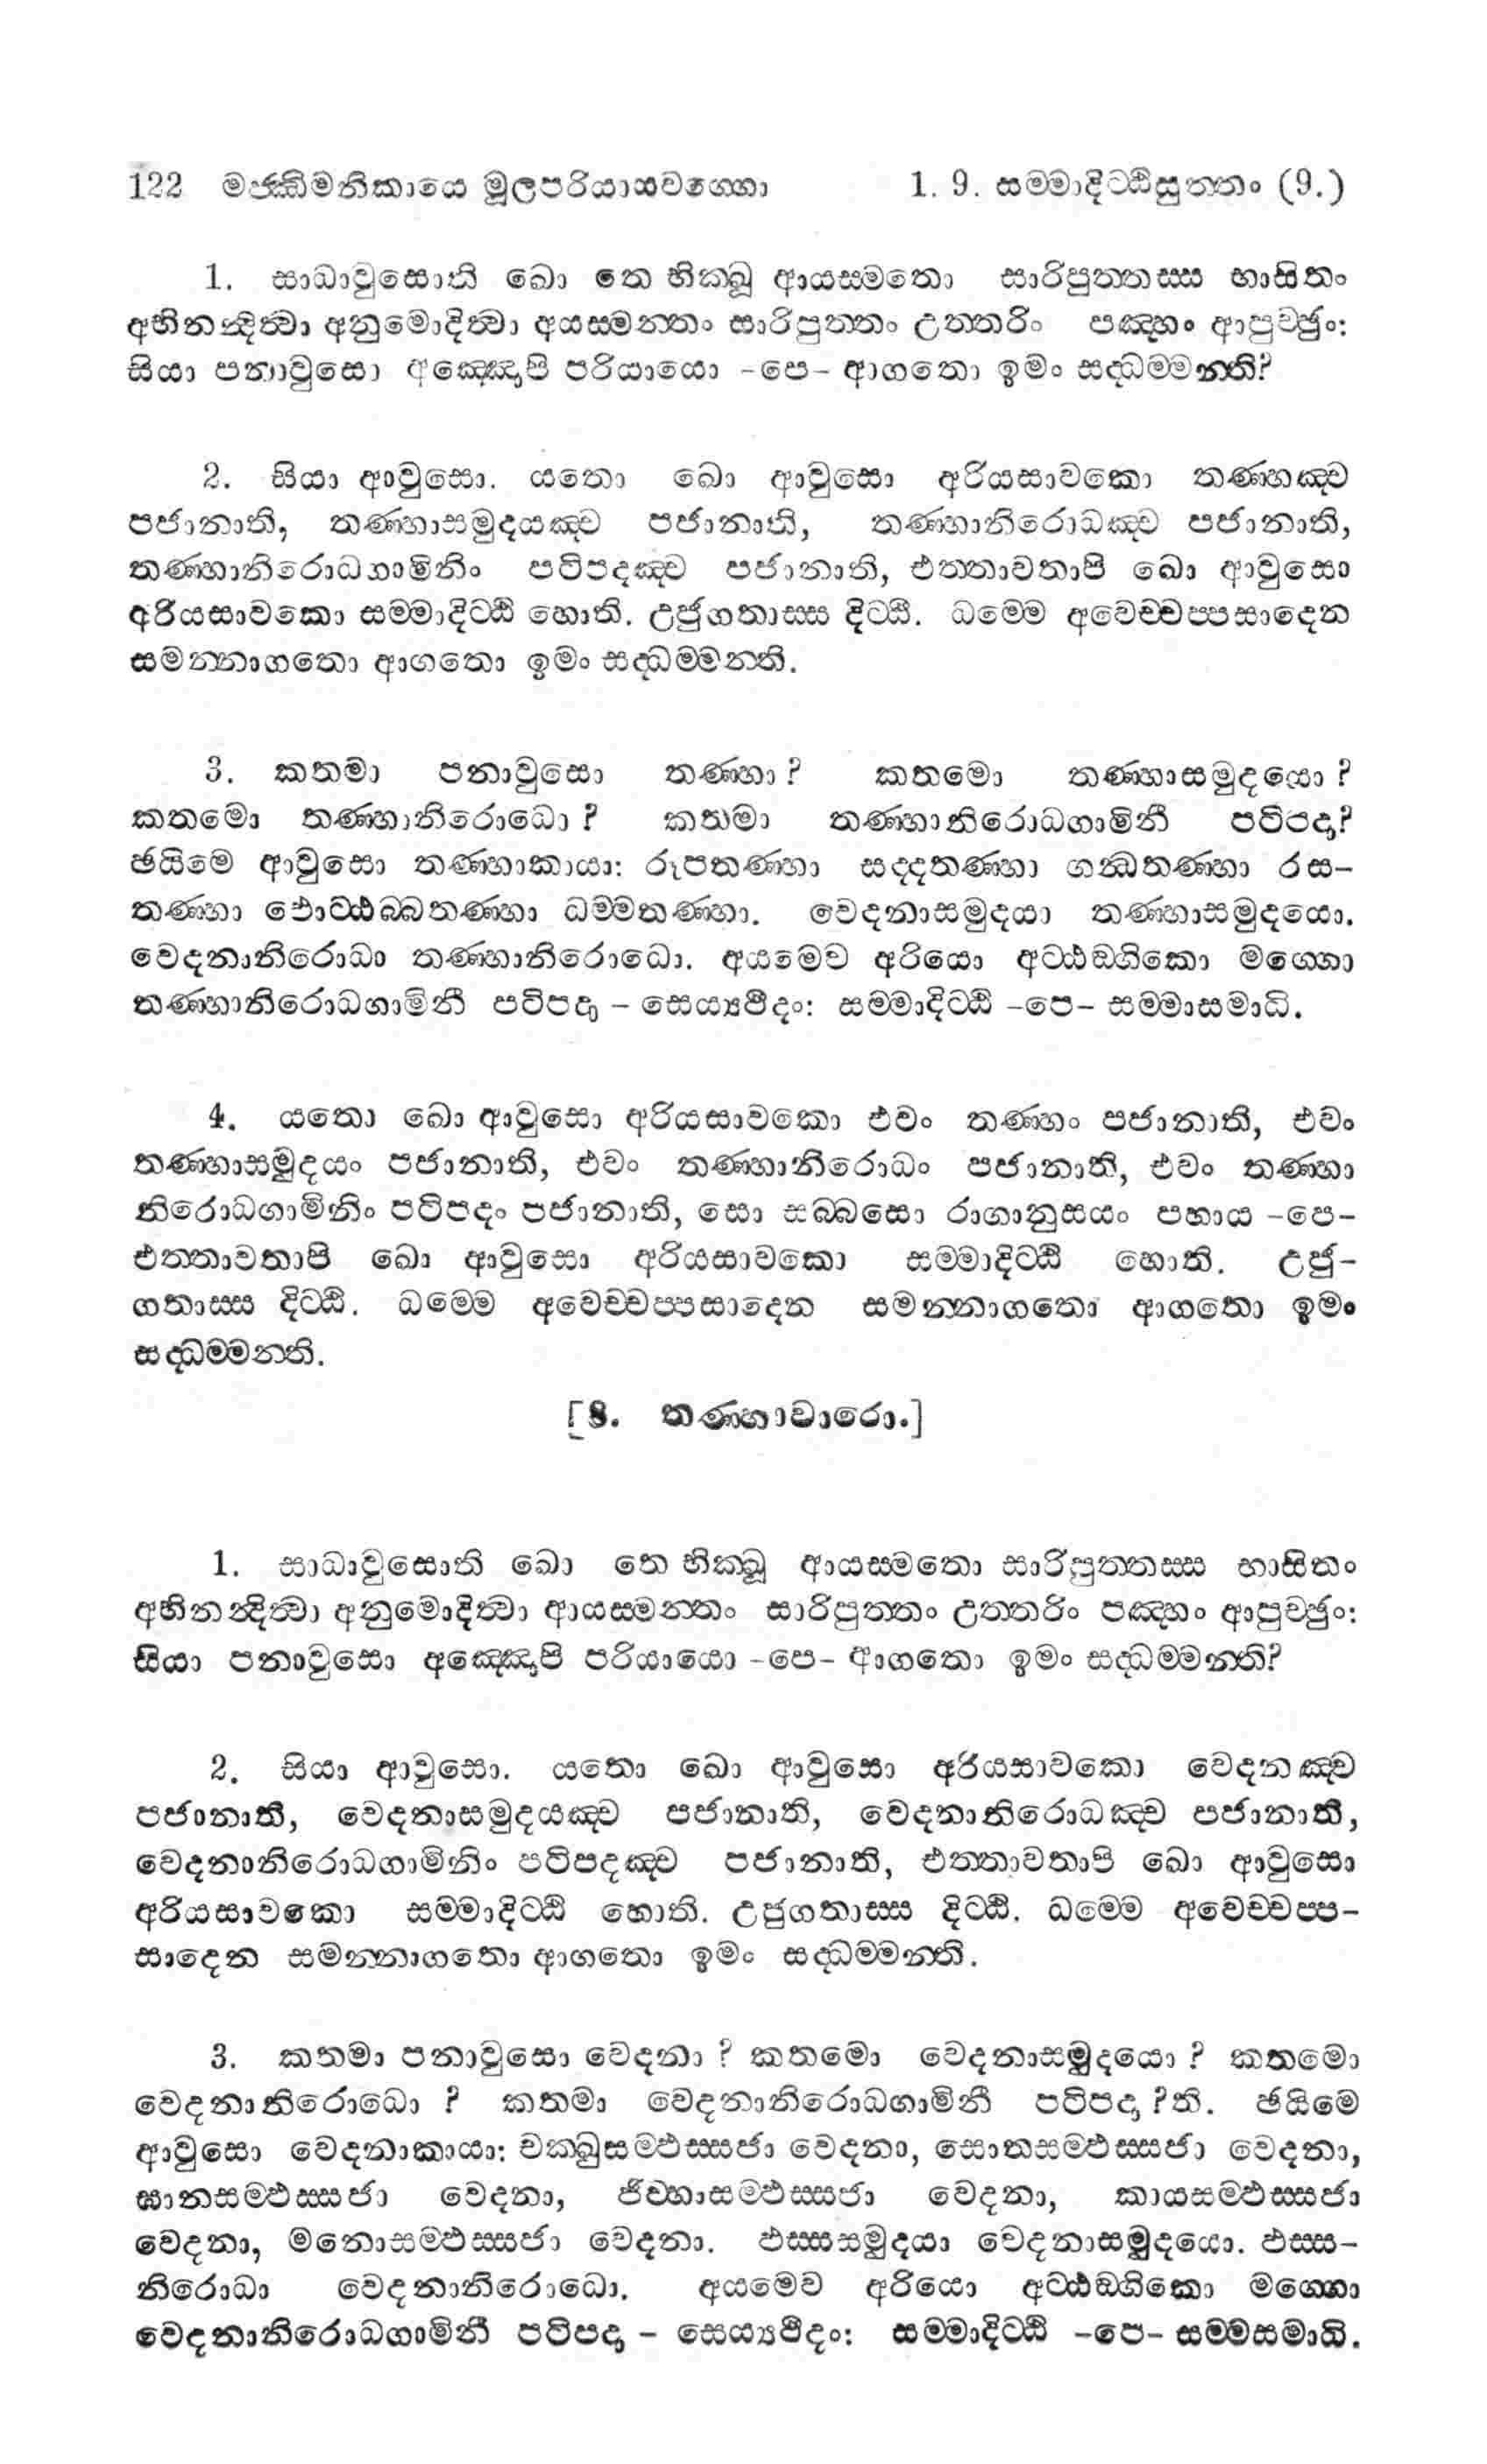 122 මජ්ඣිමනිකායෙ මූලපරියායවග්ගො 1. 9. සම්මාදිට්ඨිසුත්තං (9.)
1. සාධාවුසොති ඛො තෙ භික්ඛූ ආයස්මතො සාරිපුත්තස්ස භාසිතං
අභිනන්දිත්වා අනුමොදිත්වා අයස්මන්තං සාරිපුත්තං උත්තරිං පඤ්හං ආපුච්ඡුං:
සියා පනාවුසො අඤ්ඤොපි පරියායො -පෙ- ආගතො ඉමං සද්ධම්මන්ති?
2. සියා ආවුසො. යතො ඛො ආවුසො අරියසාවකො තණ්හඤ්ච
පජානාති, තණ්හාසමුදයඤ්ච පජානාති, තණ්හානිරොධඤ්ච පජානාති,
තණ්හානිරොධගාමිනිං පටිපදඤ්ච පජානාති, එත්තාවතාපි ඛො ආවුසො
අරියසාවකො සම්මාදිට්ඨි හොති. උජුගතාස්ස දිට්ඨි. ධම්මෙ අවෙච්චප්පසාදෙන
සමන්නාගතො ආගතො ඉමං සද්ධම්මන්ති.
3. කතමා පනාවුසො තණ්හා? කතමො තණ්හාසමුදයො?
කතමො තණ්හානිරොධො? කතමා තණ්හානිරොධගාමිනී පටිපදා?
ඡයිමෙ ආවුසො තණ්හාකායා: රූපතණ්හා සද්දතණ්හා ගන්ධතණ්හා රස-
තණ්හා ඵොට්ඨබ්බතණ්හා ධම්මතණ්හා. වෙදනාසමුදයා තණ්හාසමුදයො.
වෙදනානිරොධා තණ්හානිරොධො. අයමෙව අරියො අට්ඨඞ්ගිකො මග්ගො
තණ්හානිරොධගාමිනී පටිපදා – සෙය්‍යථිදං: සම්මාදිට්ඨි -පෙ- සම්මාසමාධි.
4. යතො ඛො ආවුසො අරියසාවකො එවං තණ්හං පජානාති, එවං
තණ්හාසමුදයං පජානාති, එවං තණ්හානිරොධං පජානාති, එවං තණ්හා
නිරොධගාමිනිං පටිපදං පජානාති, සො සබ්බසො රාගානුසයං පහාය -පෙ-
එත්තාවතාපි ඛො ආවුසො අරියසාවකො සම්මාදිට්ඨි හොති. උජු-
ගතාස්ස දිට්ඨි. ධම්මෙ අවෙච්චප්පසාදෙන සමන්නාගතො ආගතො ඉමං
සද්ධම්මන්ති.
[8. තණ්හාවාරො.]
1. සාධාවුසොති ඛො තෙ භික්ඛූ ආයස්මතො සාරිපුත්තස්ස භාසිතං
අභිනන්දිත්වා අනුමොදිත්වා ආයස්මන්තං සාරිපුත්තං උත්තරිං පඤ්හං ආපුච්ඡුං:
සියා පනාවුසො අඤ්ඤොපි පරියායො -පෙ- ආගතො ඉමං සද්ධම්මන්ති?
2. සියා ආවුසො. යතො ඛො ආවුසො අරියසාවකො වෙදනඤ්ච
පජානාති, වෙදනාසමුදයඤ්ච පජානාති, වෙදනානිරොධඤ්ච පජානාති,
වෙදනානිරොධගාමිනිං පටිපදඤ්ච පජානාති, එත්තාවතාපි ඛො ආවුසො
අරියසාවකො සම්මාදිට්ඨි හොති. උජුගතාස්ස දිට්ඨි. ධම්මෙ අවෙච්චප්ප-
සාදෙන සමන්නාගතො ආගතො ඉමං සද්ධම්මන්ති.
3. කතමා පනාවුසො වෙදනා? කතමො වෙදනාසමුදයො? කතමො
වෙදනානිරොධො? කතමා වෙදනානිරොධගාමිනී පටිපදා?ති. ඡයිමෙ
ආවුසො වෙදනාකායා: චක්ඛුසම්ඵස්සජා වෙදනා, සොතසම්ඵස්සජා වෙදනා,
ඝානසම්ඵස්සජා වෙදනා, ජිව්හාසම්ඵස්සජා වෙදනා, කායසම්ඵස්සජා
වෙදනා, මනොසම්ඵස්සජා වෙදනා. ඵස්සසමුදයා වෙදනාසමුදයො. ඵස්ස-
නිරොධා වෙදනානිරොධො. අයමෙව අරියො අට්ඨඞ්ගිකො මග්ගො
වෙදනානිරොධගාමිනී පටිපදා – සෙය්‍යථිදං: සම්මාදිට්ඨි -පෙ- සම්මසමාධි.